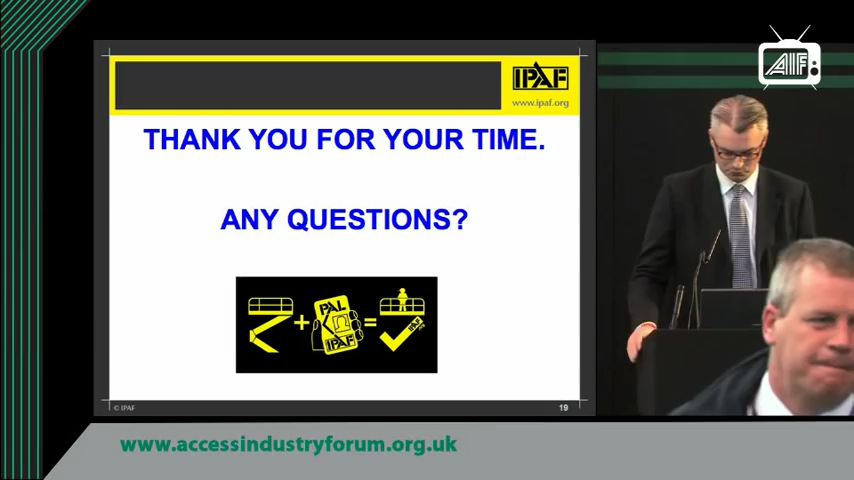 AIF
IPAF
www.ipaf.org
THANK YOU FOR YOUR TIME.
ANY QUESTIONS?
PAL
IPAF
© IPAF
19
www.accessindustryforum.org.uk